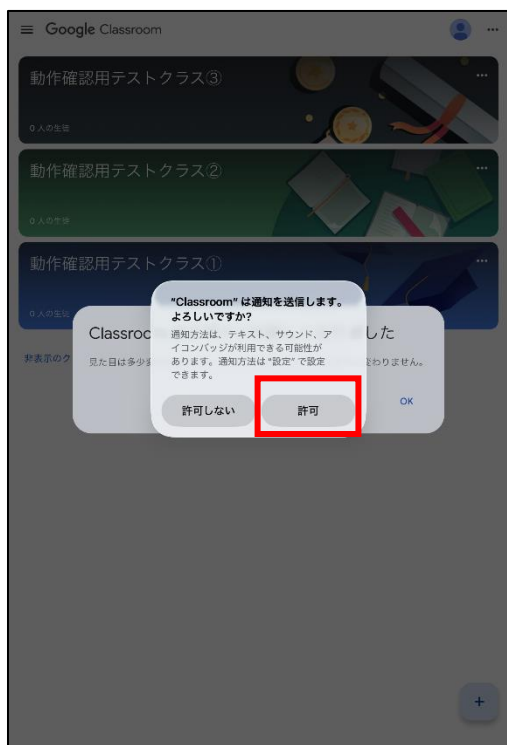 Google Classroom
動作確認用テストクラス③
0 人の生徒
動作確認用テストクラス②
0 人の生徒
動作確認用テストクラス①
0 人の生徒
非表示のク
Classroo
した
見た目は多少
わりません。
OK
"Classroom" は通知を送信します。
よろしいですか?
通知方法は、テキスト、サウンド、ア
イコンバッジが利用できる可能性が
あります。通知方法は"設定"で設定
できます。
許可しない
許可